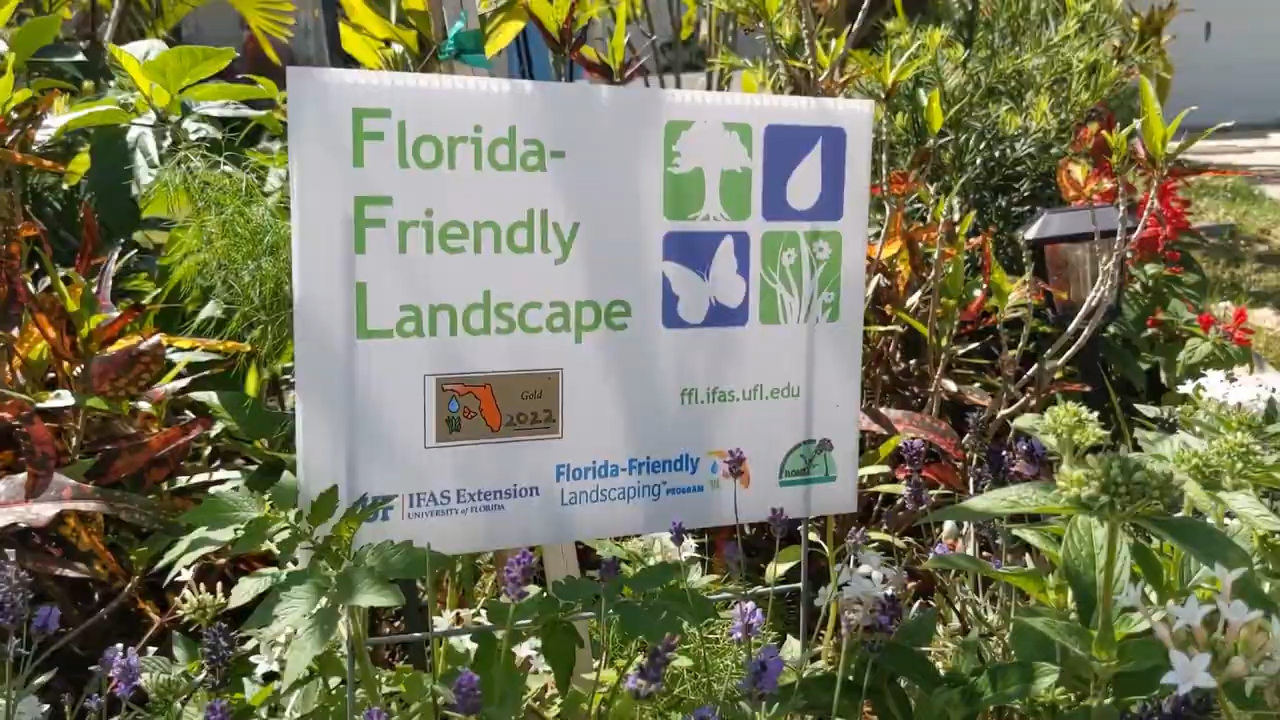 Florida-
Friendly
Landscape
Gold
2022
ffl.ifas.ufl.edu
UF IFAS Extension
UNIVERSITY of FLORIDA
Florida-Friendly
Landscaping™ PROGRAM